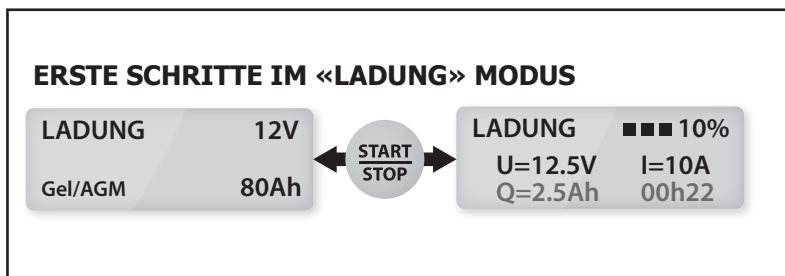 ERSTE SCHRITTE IM «LADUNG» MODUS
LADUNG 12V
Gel/AGM 80Ah
START
STOP
LADUNG ■■■ 10%
U=12.5V I=10A
Q=2.5Ah 00h22